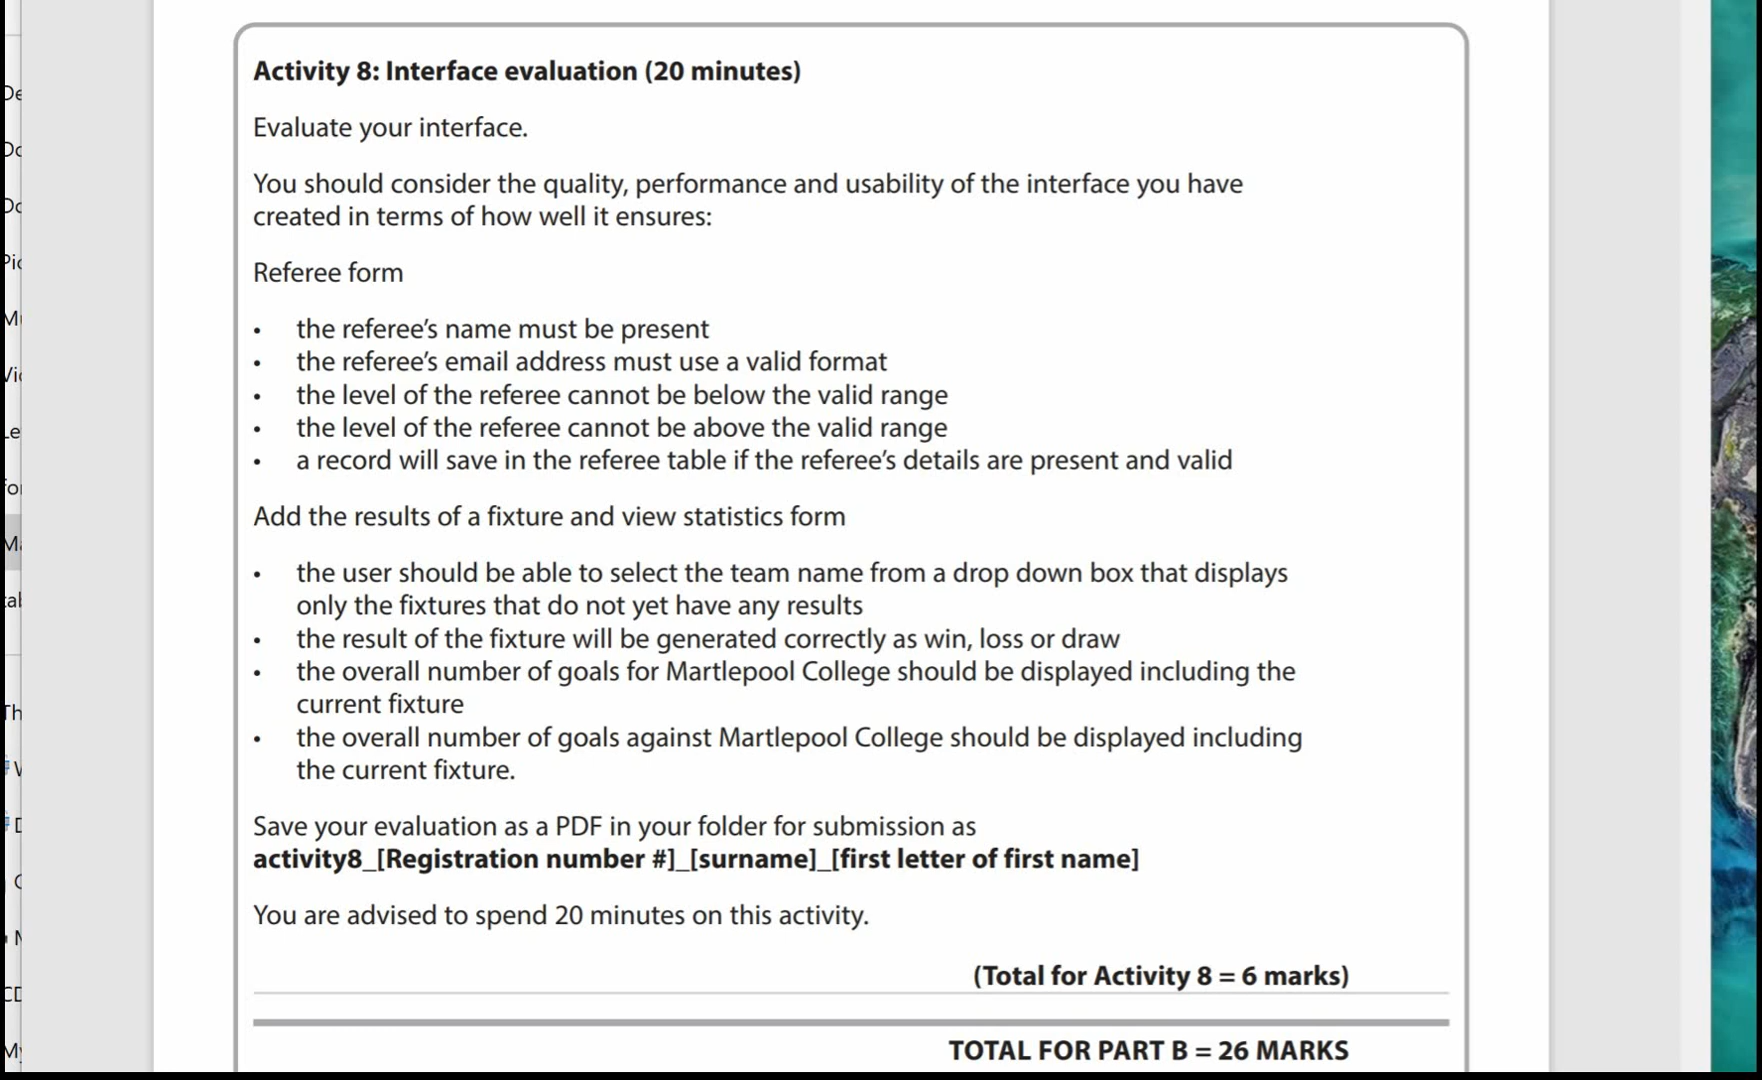 Activity 8: Interface evaluation (20 minutes)
Evaluate your interface.
You should consider the quality, performance and usability of the interface you have
created in terms of how well it ensures:
Referee form
• the referee’s name must be present
• the referee’s email address must use a valid format
• the level of the referee cannot be below the valid range
• the level of the referee cannot be above the valid range
• a record will save in the referee table if the referee’s details are present and valid
Add the results of a fixture and view statistics form
• the user should be able to select the team name from a drop down box that displays
only the fixtures that do not yet have any results
• the result of the fixture will be generated correctly as win, loss or draw
• the overall number of goals for Martlepool College should be displayed including the
current fixture
• the overall number of goals against Martlepool College should be displayed including
the current fixture.
Save your evaluation as a PDF in your folder for submission as
activity8_[Registration number #]_[surname]_[first letter of first name]
You are advised to spend 20 minutes on this activity.
(Total for Activity 8 = 6 marks)
TOTAL FOR PART B = 26 MARKS